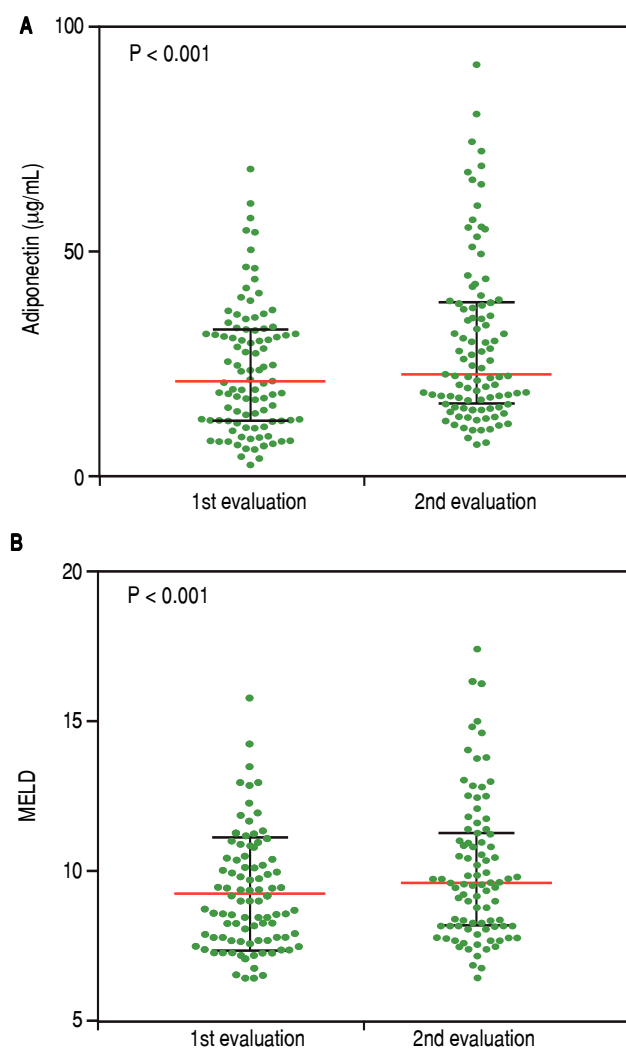 A
100
P < 0.001
Adiponectin (µg/mL)
50
0
1st evaluation 2nd evaluation
B
20
P < 0.001
15
MELD
10
5
1st evaluation 2nd evaluation